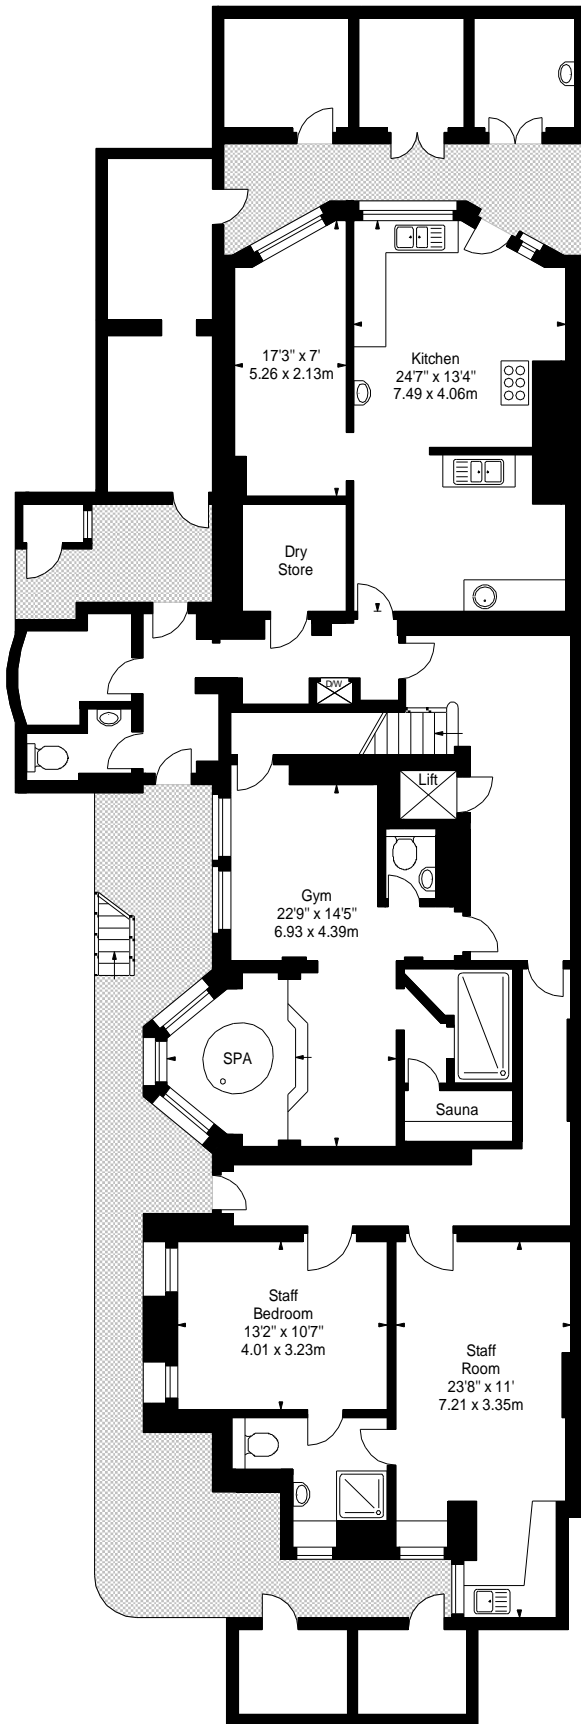 17'3" x 7'
5.26 x 2.13m
Kitchen
24'7" x 13'4"
7.49 x 4.06m
Dry
Store
D/W
Lift
Gym
22'9" x 14'5"
6.93 x 4.39m
SPA
Sauna
Staff
Bedroom
13'2" x 10'7"
4.01 x 3.23m
Staff
Room
23'8" x 11'
7.21 x 3.35m